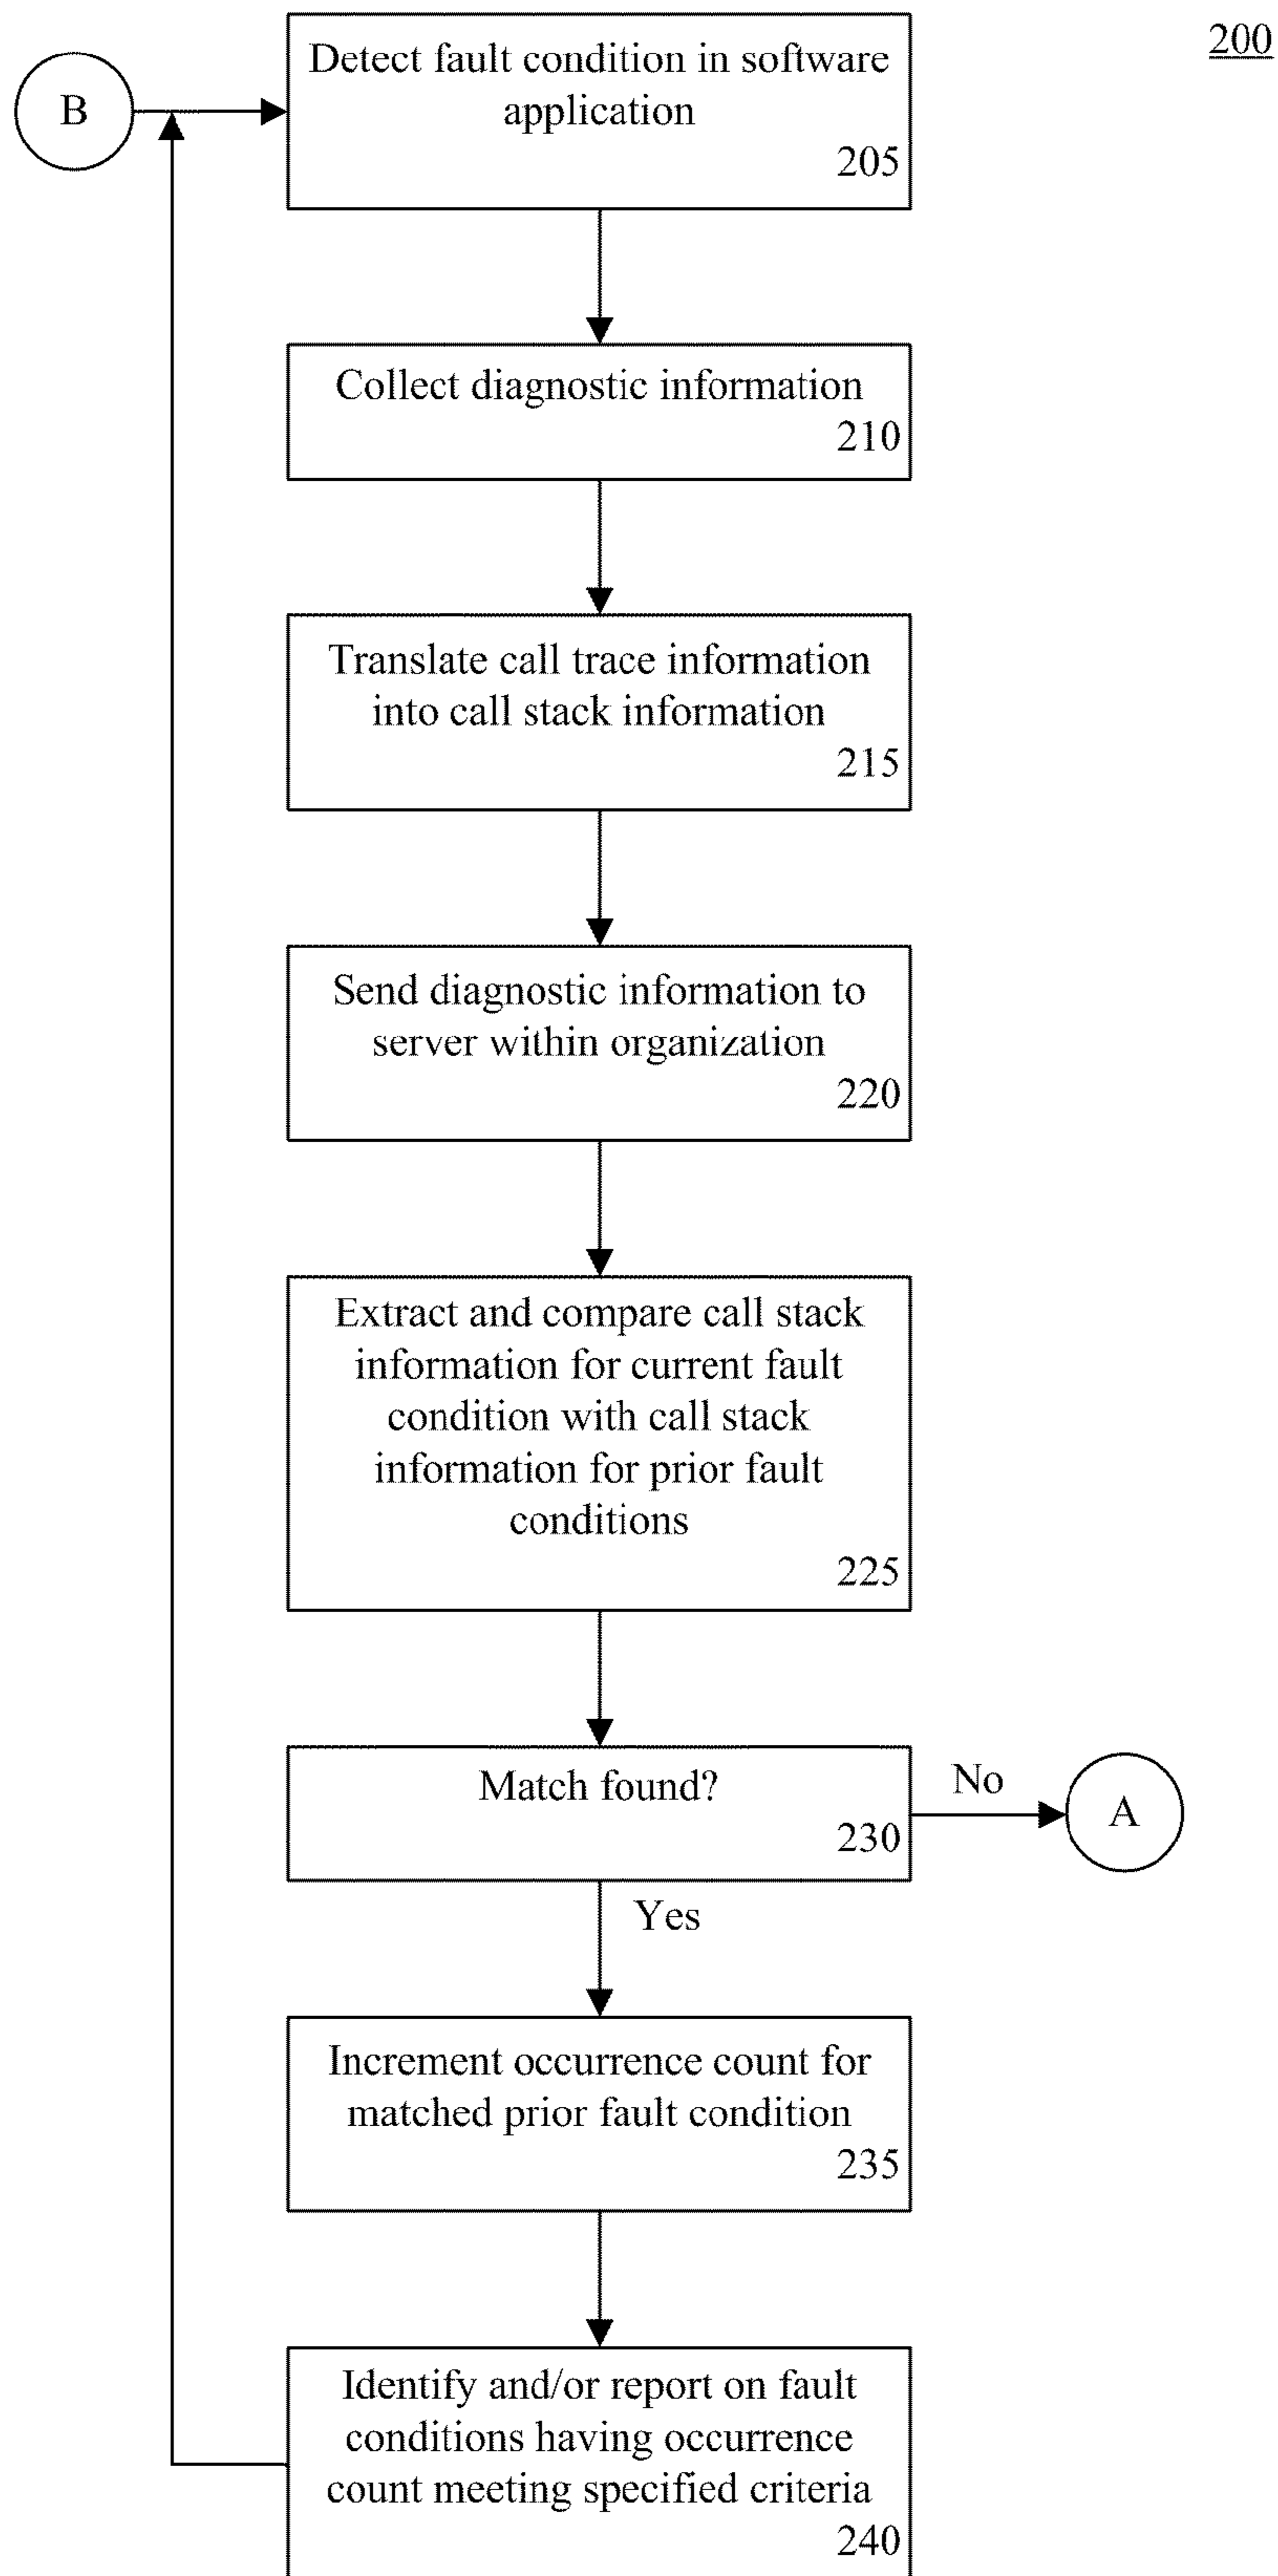 200
B
Detect fault condition in software
application
205
Collect diagnostic information
210
Translate call trace information
into call stack information
215
Send diagnostic information to
server within organization
220
Extract and compare call stack
information for current fault
condition with call stack
information for prior fault
conditions
225
Match found?
230
No
A
Yes
Increment occurrence count for
matched prior fault condition
235
Identify and/or report on fault
conditions having occurrence
count meeting specified criteria
240